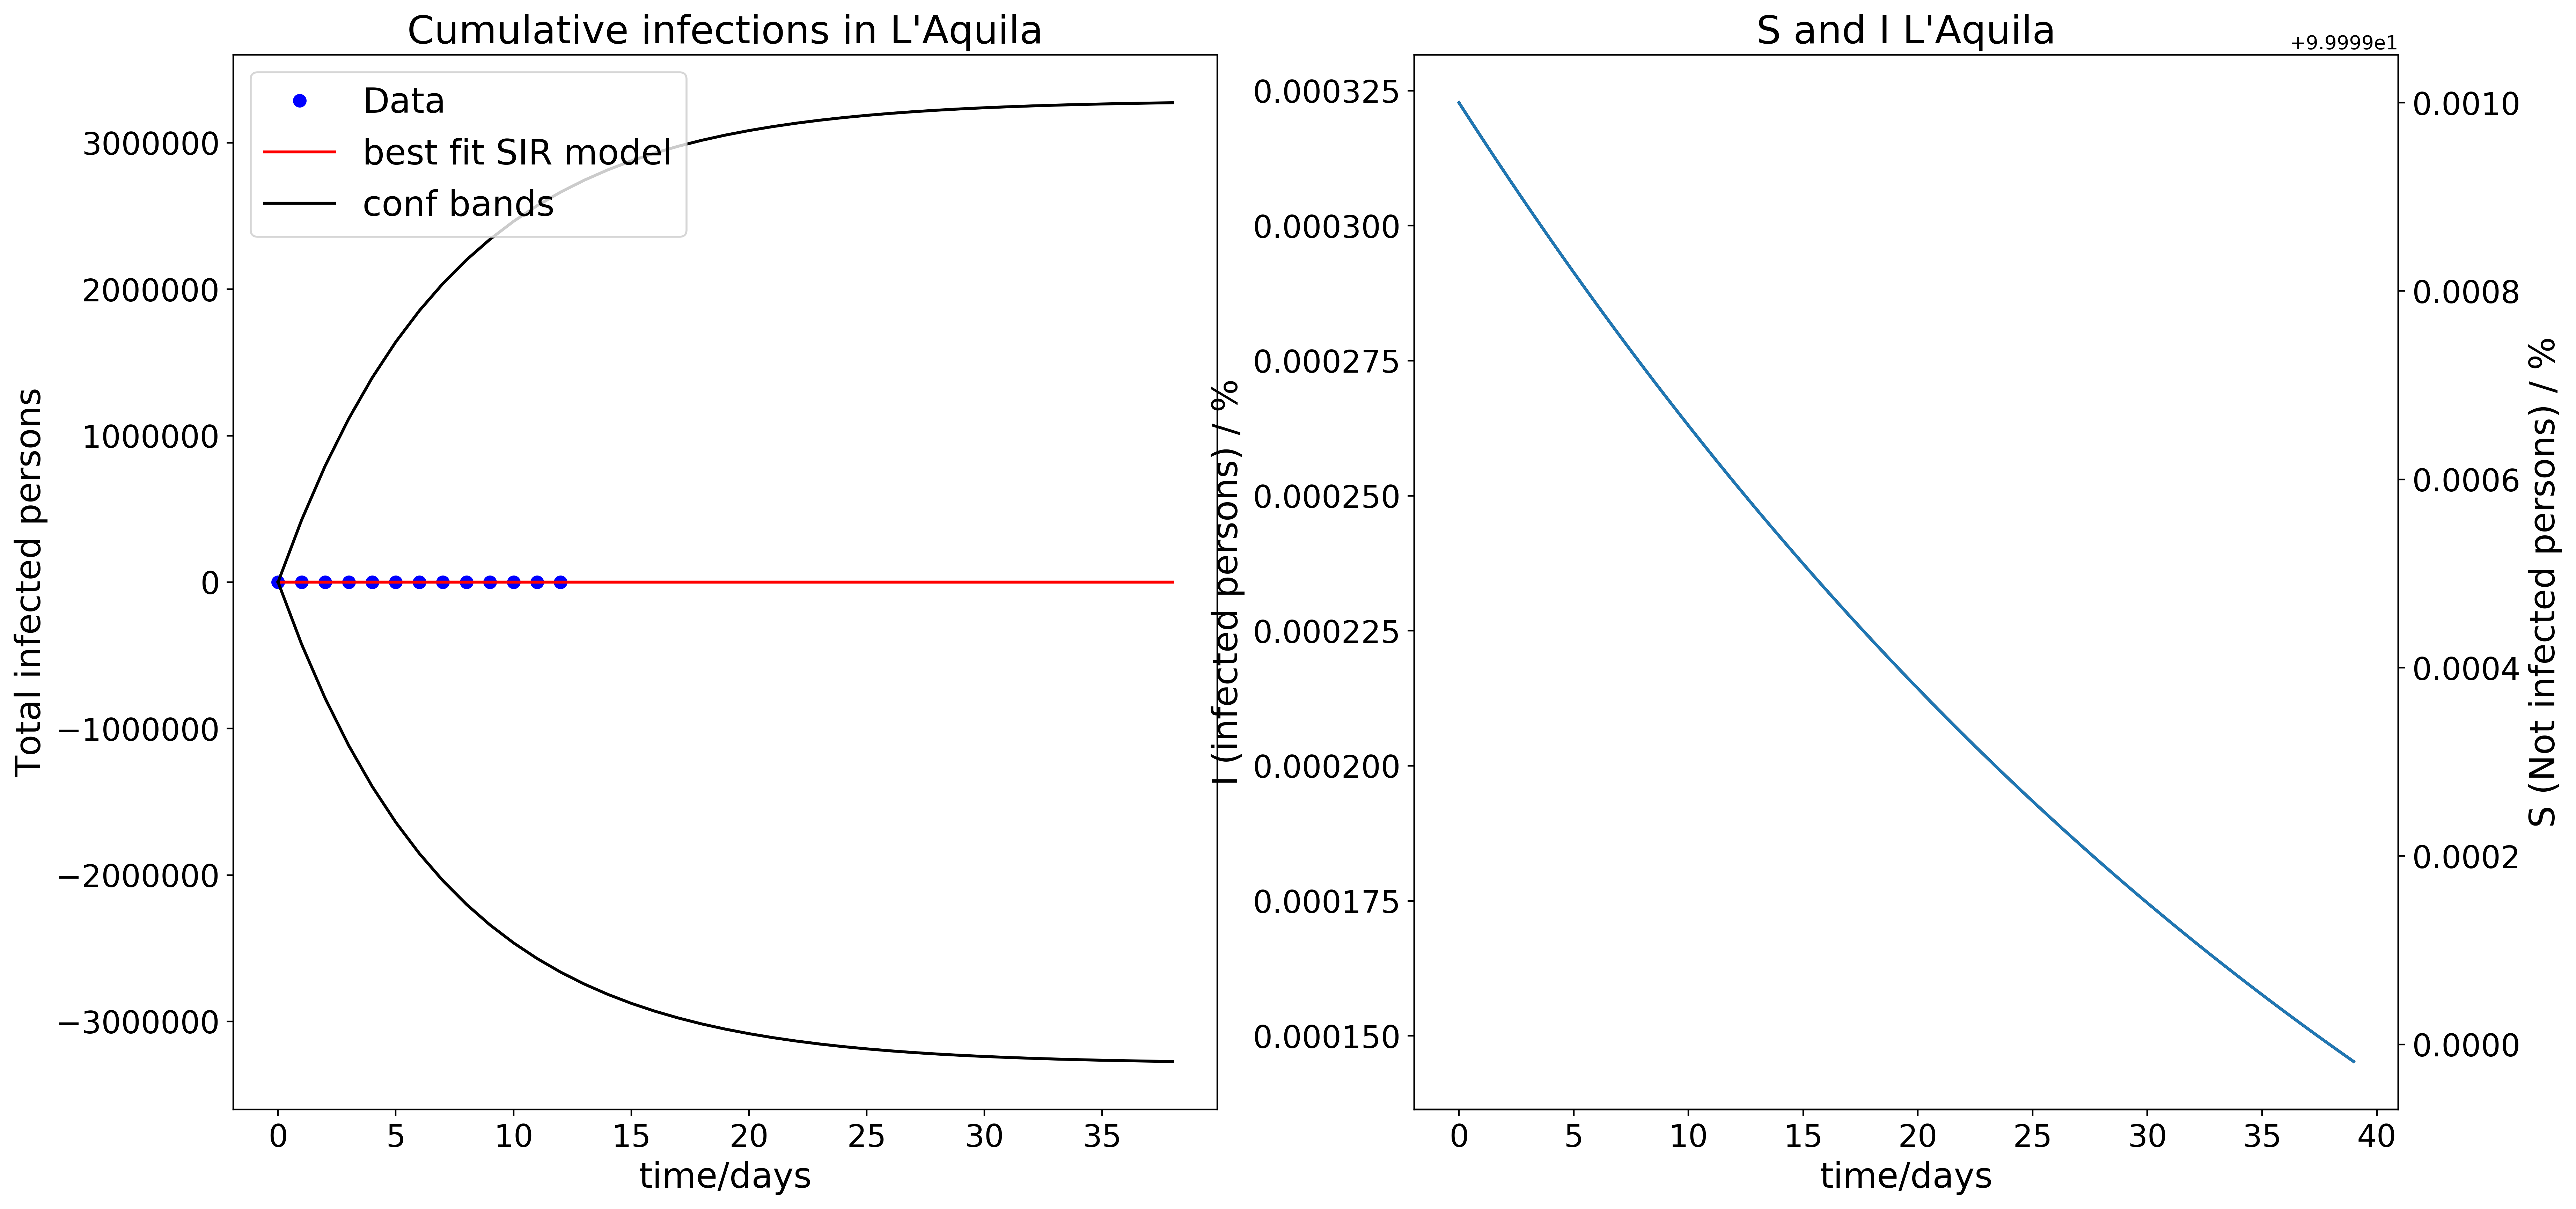 Cumulative infections in L'Aquila
Data
best fit SIR model
conf bands
Total infected persons
3000000
2000000
1000000
0
−1000000
−2000000
−3000000
0 5 10 15 20 25 30 35
time/days
S and I L'Aquila
+9.9999e1
I (infected persons) / %
0.000325
0.000300
0.000275
0.000250
0.000225
0.000200
0.000175
0.000150
0 5 10 15 20 25 30 35 40
time/days
0.0010
0.0008
0.0006
0.0004
0.0002
0.0000
S (Not infected persons) / %